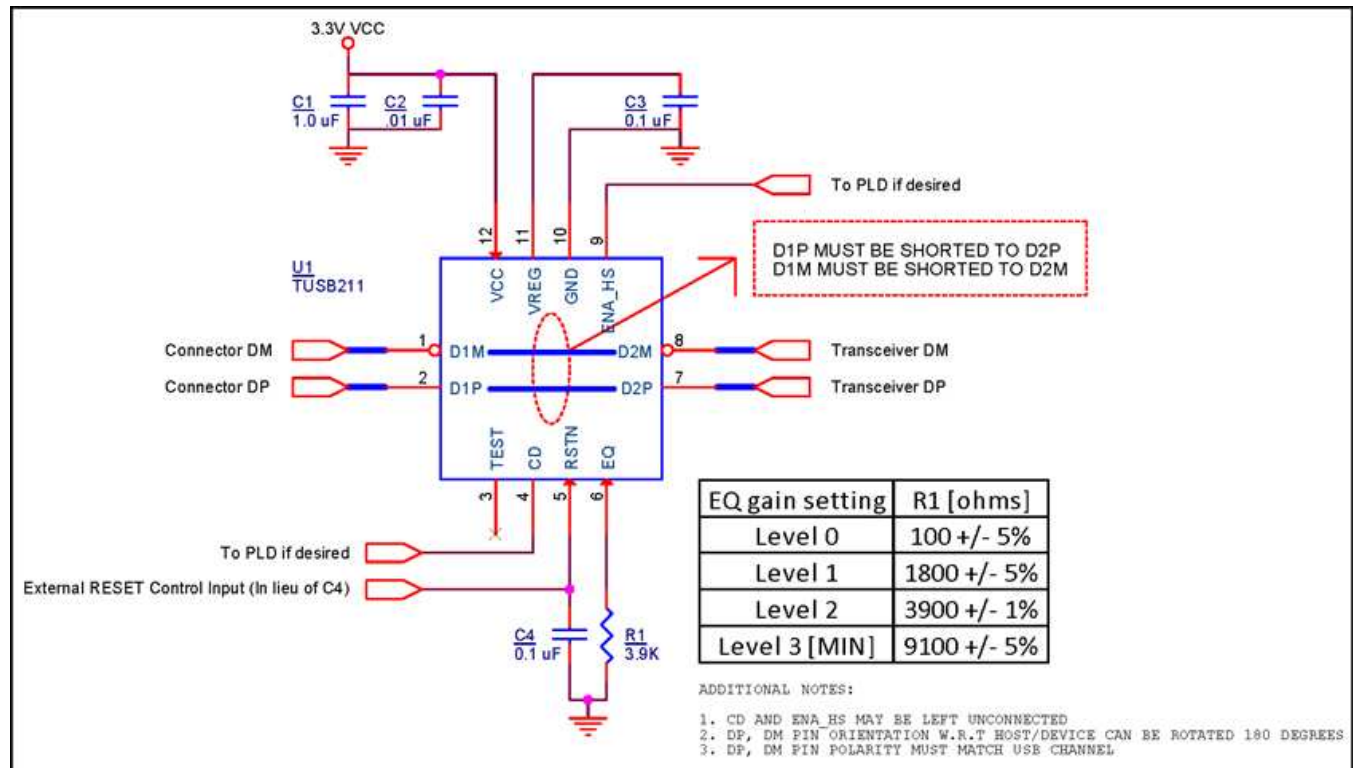 3.3V VCC
C1
1.0 uF
C2
.01 uF
C3
0.1 uF
To PLD if desired
12
11
10
9
D1P MUST BE SHORTED TO D2P
D1M MUST BE SHORTED TO D2M
U1
TUSB211
VCC
VREG
GND
ENA_HS
Connector DM
1
D1M
D2M
8
Transceiver DM
Connector DP
2
D1P
D2P
7
Transceiver DP
TEST
CD
RSTN
EQ
3
4
5
6
To PLD if desired
External RESET Control Input (In lieu of C4)
C4
0.1 uF
R1
3.9K
EQ gain setting R1 [ohms]
Level 0 100 +/- 5%
Level 1 1800 +/- 5%
Level 2 3900 +/- 1%
Level 3 [MIN] 9100 +/- 5%
ADDITIONAL NOTES:
1. CD AND ENA_HS MAY BE LEFT UNCONNECTED
2. DP, DM PIN ORIENTATION W.R.T HOST/DEVICE CAN BE ROTATED 180 DEGREES
3. DP, DM PIN POLARITY MUST MATCH USB CHANNEL